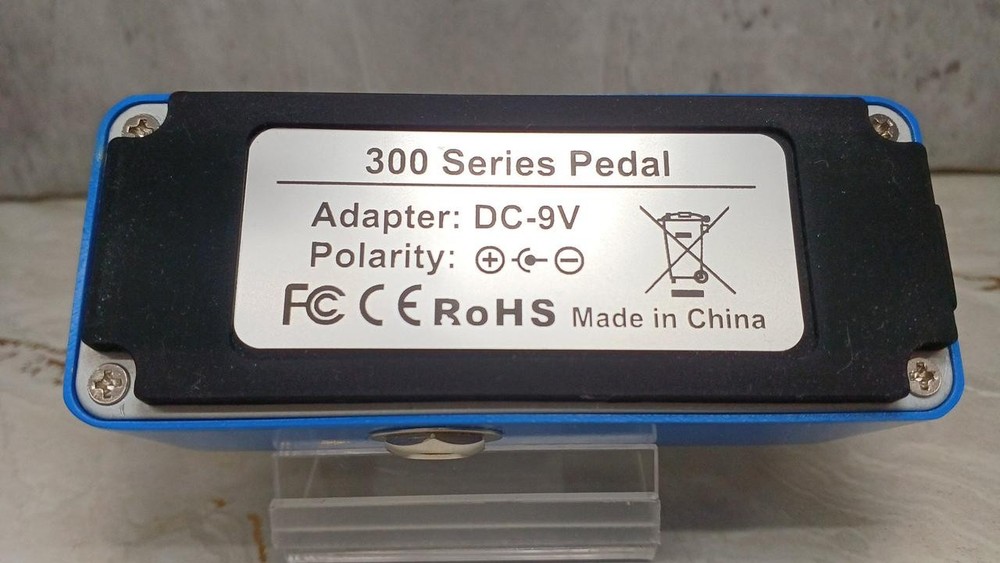 300 Series Pedal
Adapter: DC-9V
Polarity: + -
FC CE RoHS Made in China